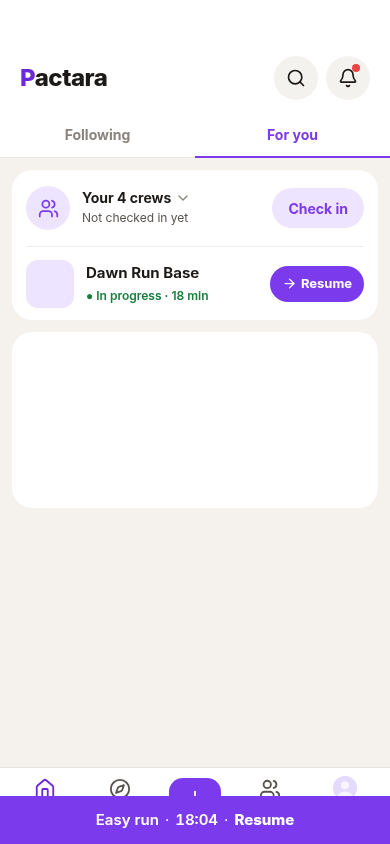 Pactara
Following
For you
Your 4 crews
Not checked in yet
Check in
Dawn Run Base
● In progress · 18 min
Resume
Easy run · 18:04 · Resume